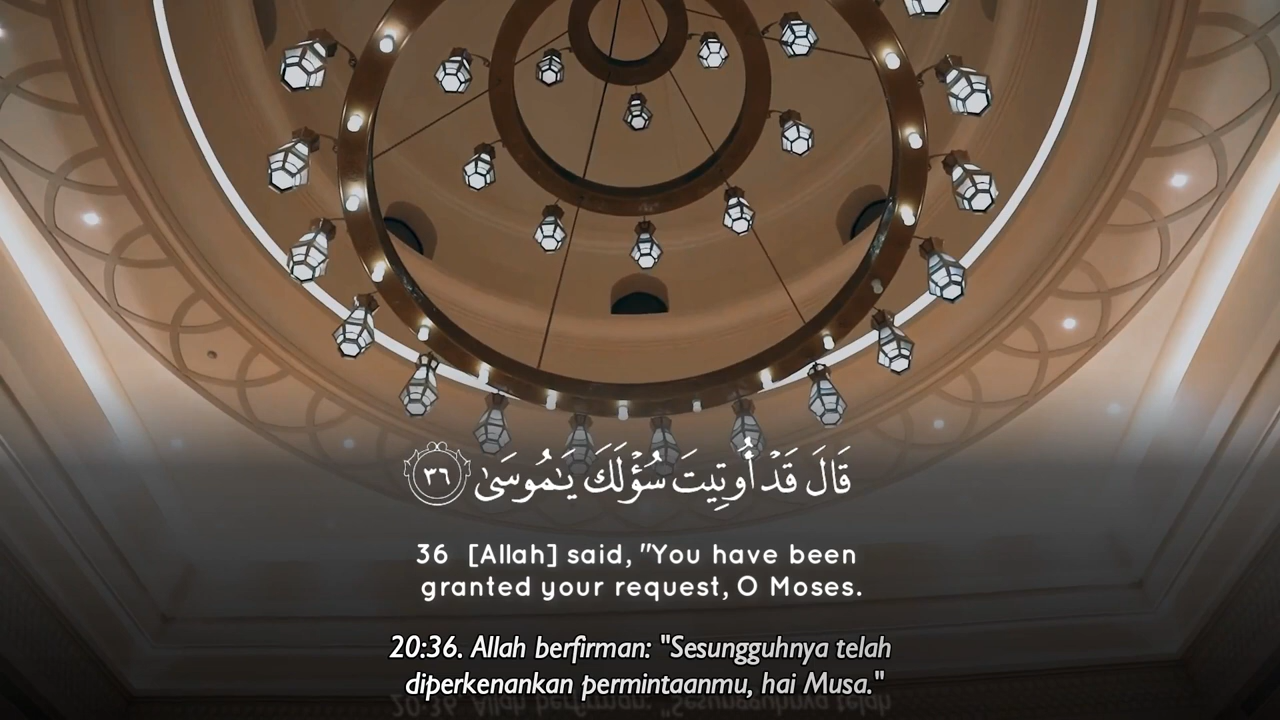 قَالَ قَدْ أُوتِيتَ سُؤْلَكَ يَـٰمُوسَىٰ ٣٦
36 [Allah] said, "You have been
granted your request, O Moses.
20:36. Allah berfirman: "Sesungguhnya telah
diperkenankan permintaanmu, hai Musa."